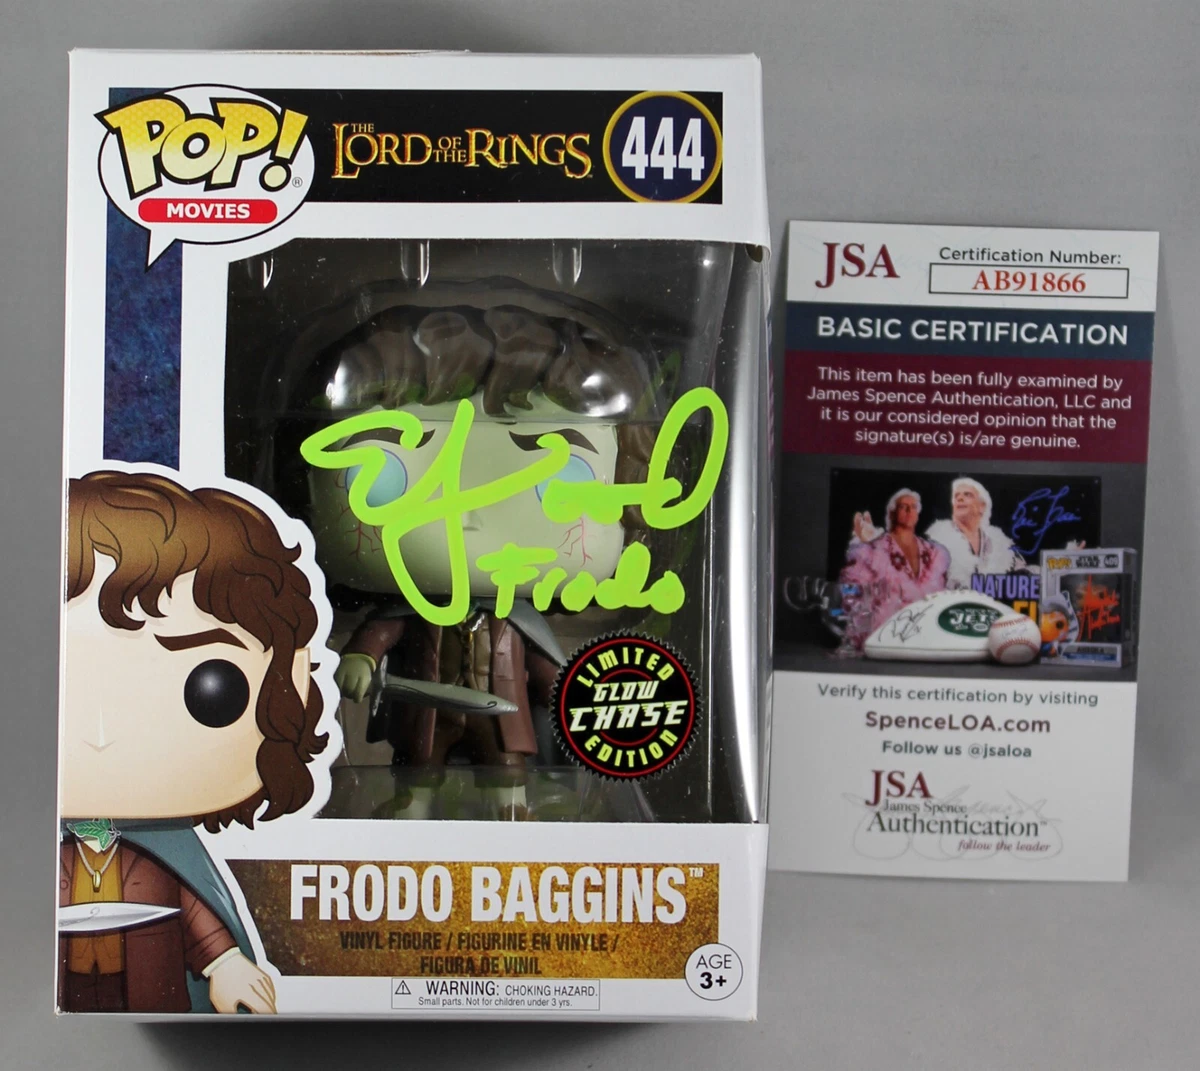 POP!
MOVIES
THE LORD OF THE RINGS
444
Frodo
LIMITED
GLOW
CHASE
EDITION
FRODO BAGGINS™
VINYL FIGURE / FIGURINE EN VINYLE /
FIGURA DE VINIL
WARNING: CHOKING HAZARD.
Small parts. Not for children under 3 yrs.
AGE
3+
JSA
Certification Number:
AB91866
BASIC CERTIFICATION
This item has been fully examined by
James Spence Authentication, LLC and
it is our considered opinion that the
signature(s) is/are genuine.
NATURE
JETS
STAR WARS
Verify this certification by visiting
SpenceLOA.com
Follow us @jsaloa
JSA
James Spence
Authentication
follow the leader